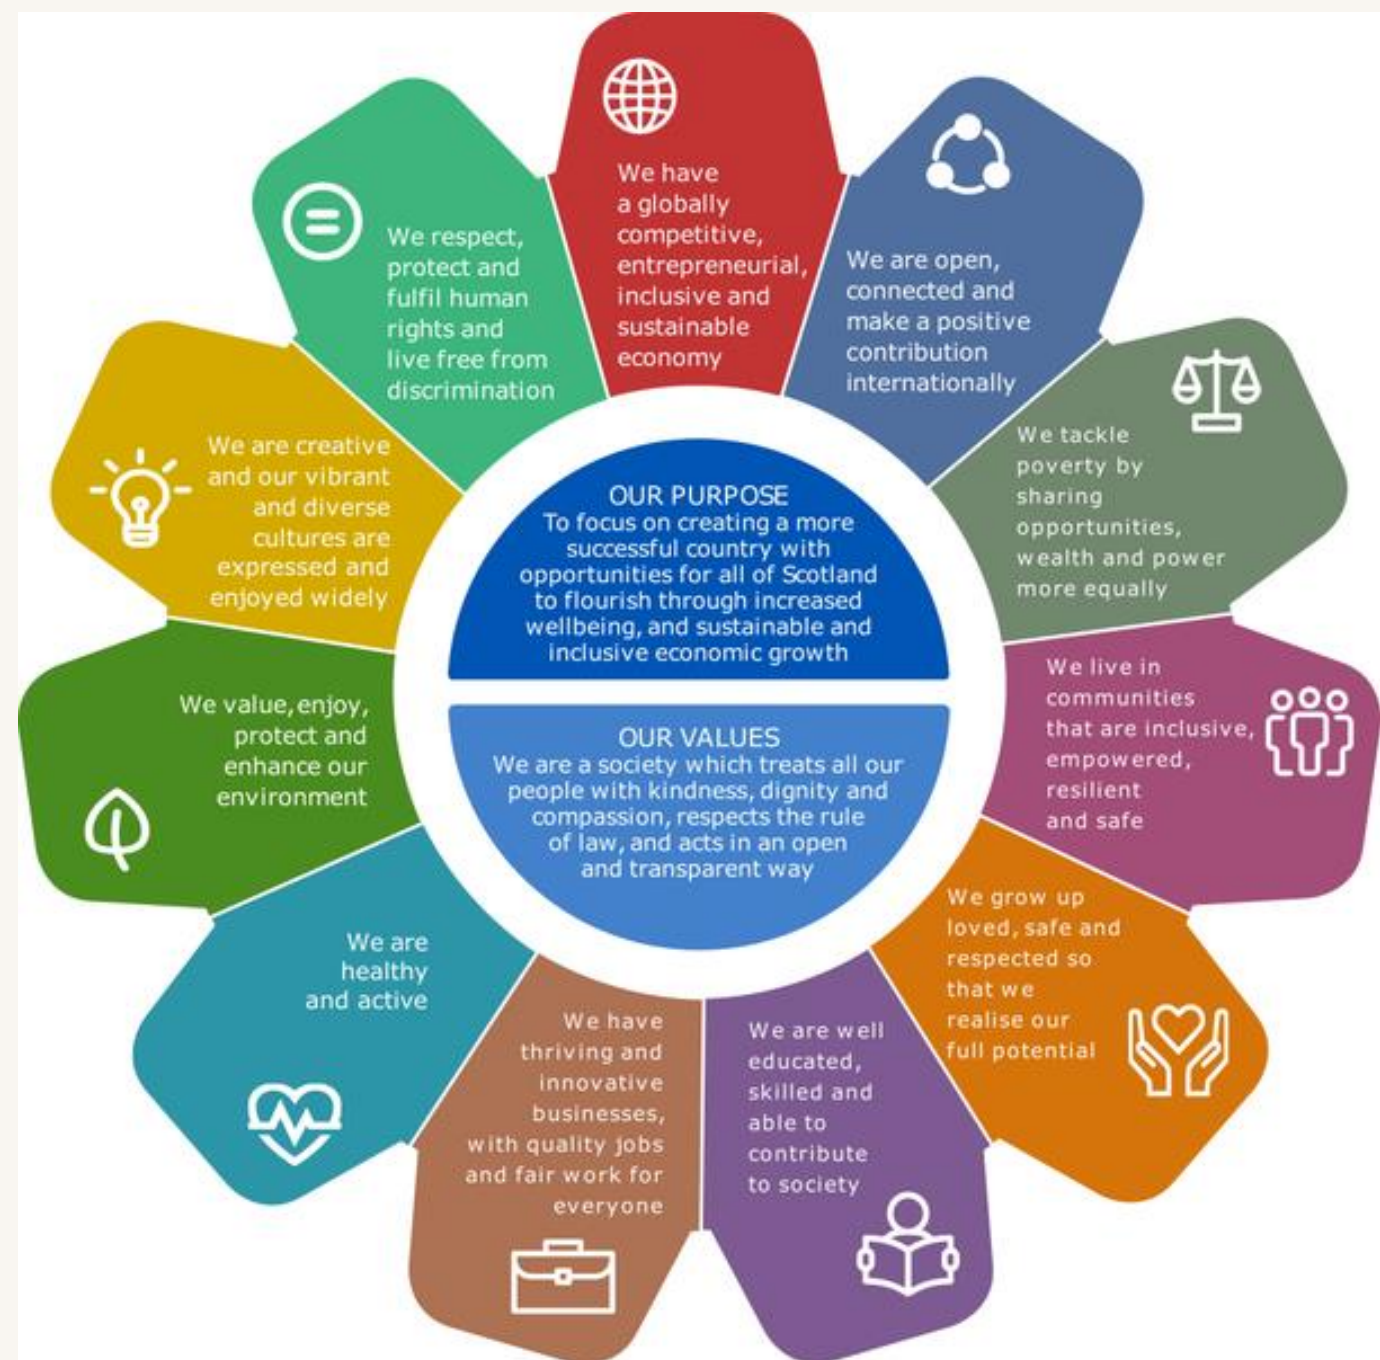 We have
a globally
competitive,
entrepreneurial,
inclusive and
sustainable
economy
We are open,
connected and
make a positive
contribution
internationally
We tackle
poverty by
sharing
opportunities,
wealth and power
more equally
We live in
communities
that are inclusive,
empowered,
resilient
and safe
We grow up
loved, safe and
respected so
that we
realise our
full potential
We are well
educated,
skilled and
able to
contribute
to society
We have
thriving and
innovative
businesses,
with quality jobs
and fair work for
everyone
We are
healthy
and active
We value, enjoy,
protect and
enhance our
environment
We are creative
and our vibrant
and diverse
cultures are
expressed and
enjoyed widely
We respect,
protect and
fulfil human
rights and
live free from
discrimination
OUR PURPOSE
To focus on creating a more
successful country with
opportunities for all of Scotland
to flourish through increased
wellbeing, and sustainable and
inclusive economic growth
OUR VALUES
We are a society which treats all our
people with kindness, dignity and
compassion, respects the rule
of law, and acts in an open
and transparent way